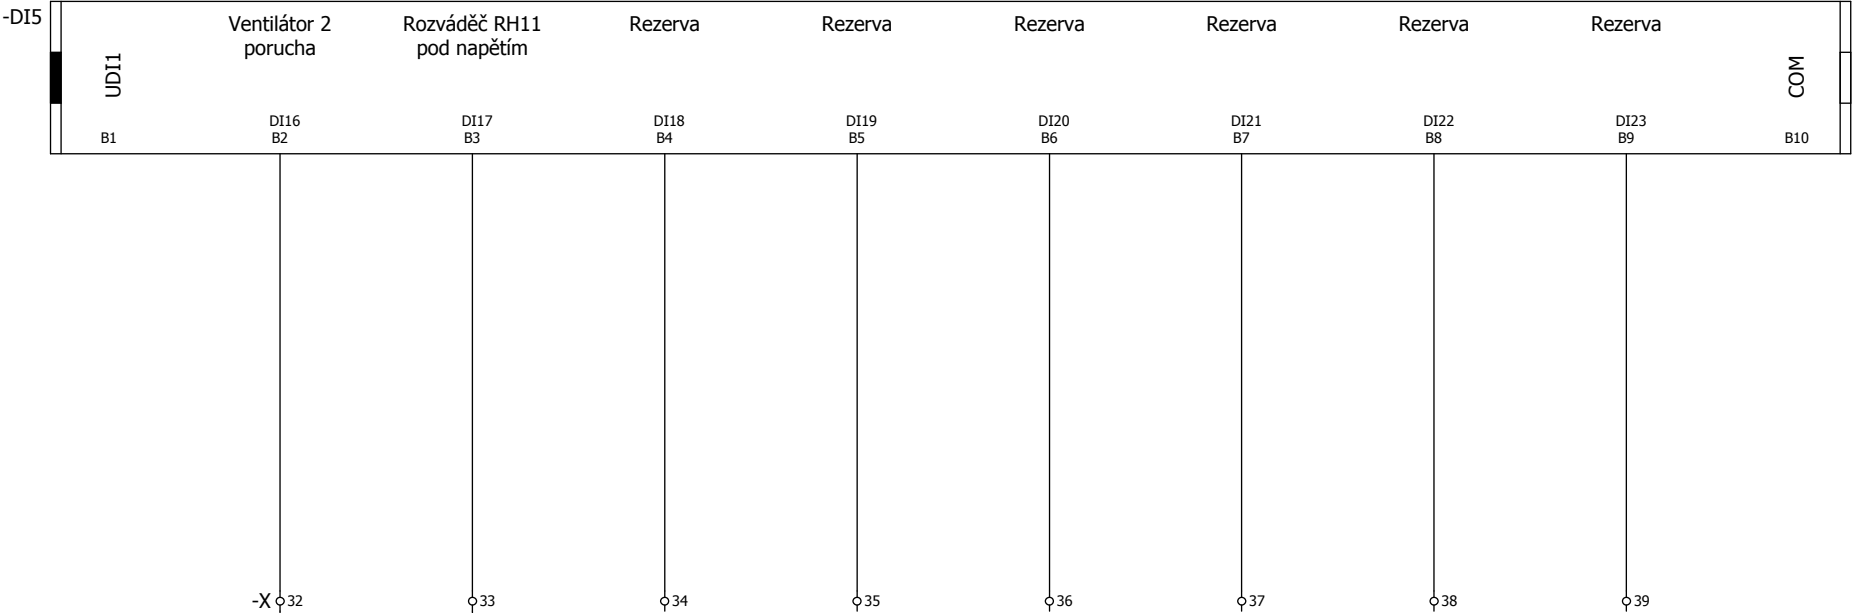 -DI5
Ventilátor 2
porucha
Rozváděč RH11
pod napětím
Rezerva
Rezerva
Rezerva
Rezerva
Rezerva
Rezerva
UDI1
COM
DI16
DI17
DI18
DI19
DI20
DI21
DI22
DI23
B1
B2
B3
B4
B5
B6
B7
B8
B9
B10
-X
32
33
34
35
36
37
38
39